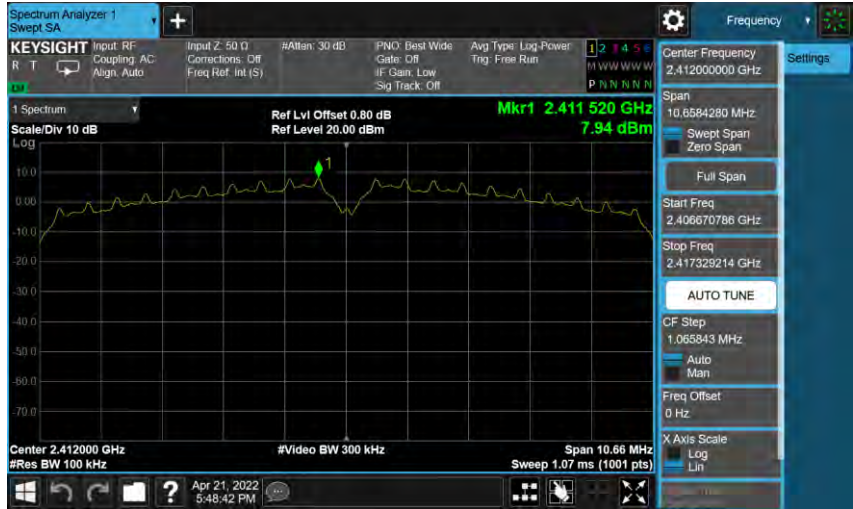 Spectrum Analyzer 1
Swept SA
Frequency
KEYSIGHT
R T
Input: RF
Coupling: AC
Align: Auto
Input Z: 50 Ω
Corrections: Off
Freq Ref: Int (S)
#Atten: 30 dB
PNO: Best Wide
Gate: Off
IF Gain: Low
Sig Track: Off
Avg Type: Log-Power
Trig: Free Run
1 2 3 4 5 6
M W W W W W
P N N N N N
1 Spectrum
Scale/Div 10 dB
Ref Lvl Offset 0.80 dB
Ref Level 20.00 dBm
Mkr1 2.411 520 GHz
7.94 dBm
Log
1
10.0
0.00
-10.0
-20.0
-30.0
-40.0
-50.0
-60.0
-70.0
Center 2.412000 GHz
#Res BW 100 kHz
#Video BW 300 kHz
Span 10.66 MHz
Sweep 1.07 ms (1001 pts)
?
Apr 21, 2022
5:48:42 PM
Center Frequency
2.412000000 GHz
Settings
Span
10.6584280 MHz
Swept Span
Zero Span
Full Span
Start Freq
2.406670786 GHz
Stop Freq
2.417329214 GHz
AUTO TUNE
CF Step
1.065843 MHz
Auto
Man
Freq Offset
0 Hz
X Axis Scale
Log
Lin